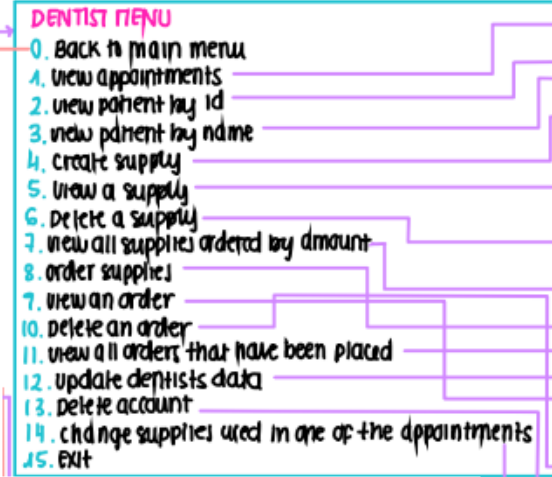 DENTIST MENU
0. Back to main menu
1. view appointments
2. view patient by id
3. view patient by name
4. create supply
5. view a supply
6. Delete a supply
7. view all supplies ordered by amount
8. order supplies
7. view an order
10. Delete an order
11. view all orders that have been placed
12. update dentists data
13. Delete account
14. change supplies used in one of the appointments
15. Exit